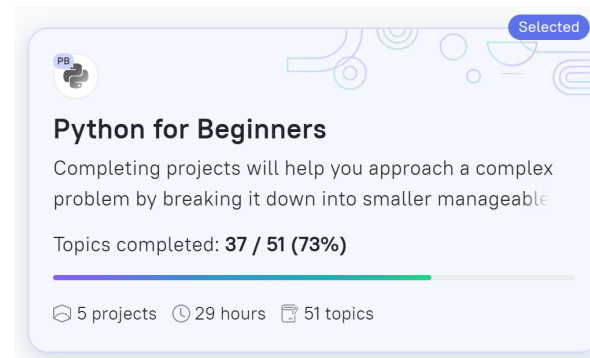 Selected
PB
Python for Beginners
Completing projects will help you approach a complex
problem by breaking it down into smaller manageable
Topics completed: 37 / 51 (73%)
5 projects 29 hours 51 topics